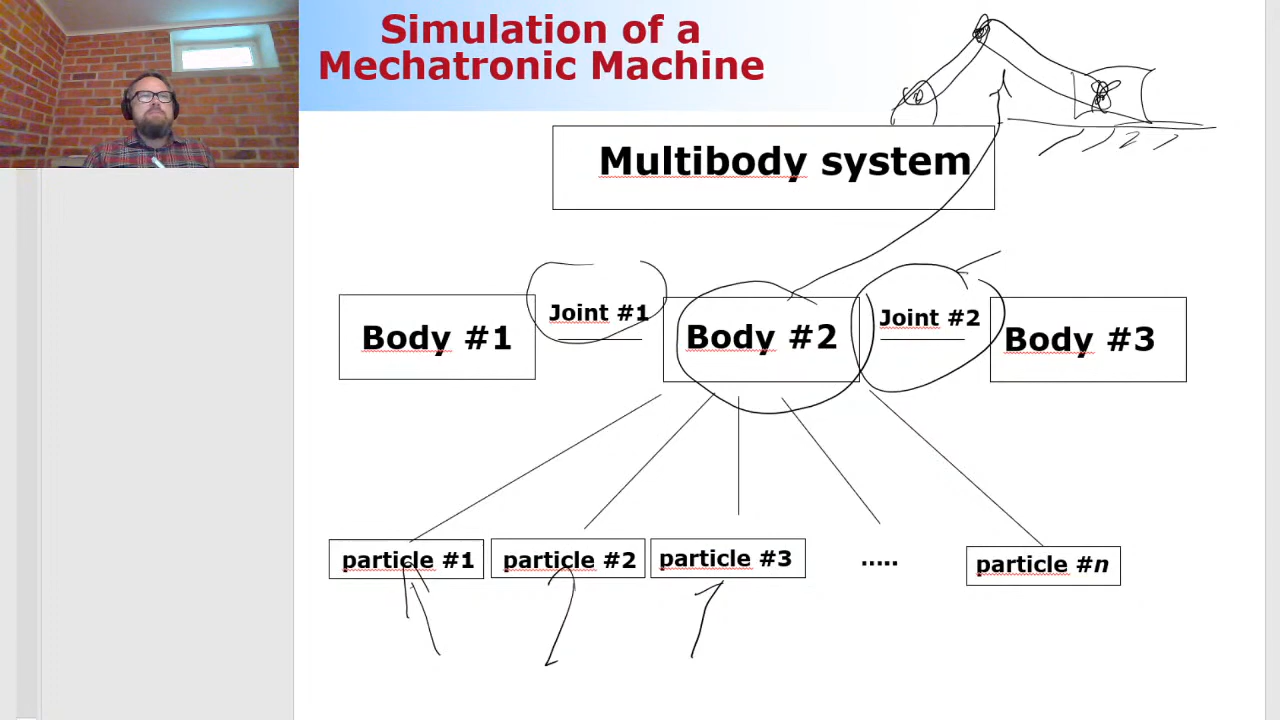 Simulation of a
Mechatronic Machine
Multibody system
Body #1
Joint #1
Body #2
Joint #2
Body #3
particle #1
particle #2
particle #3
.....
particle #n